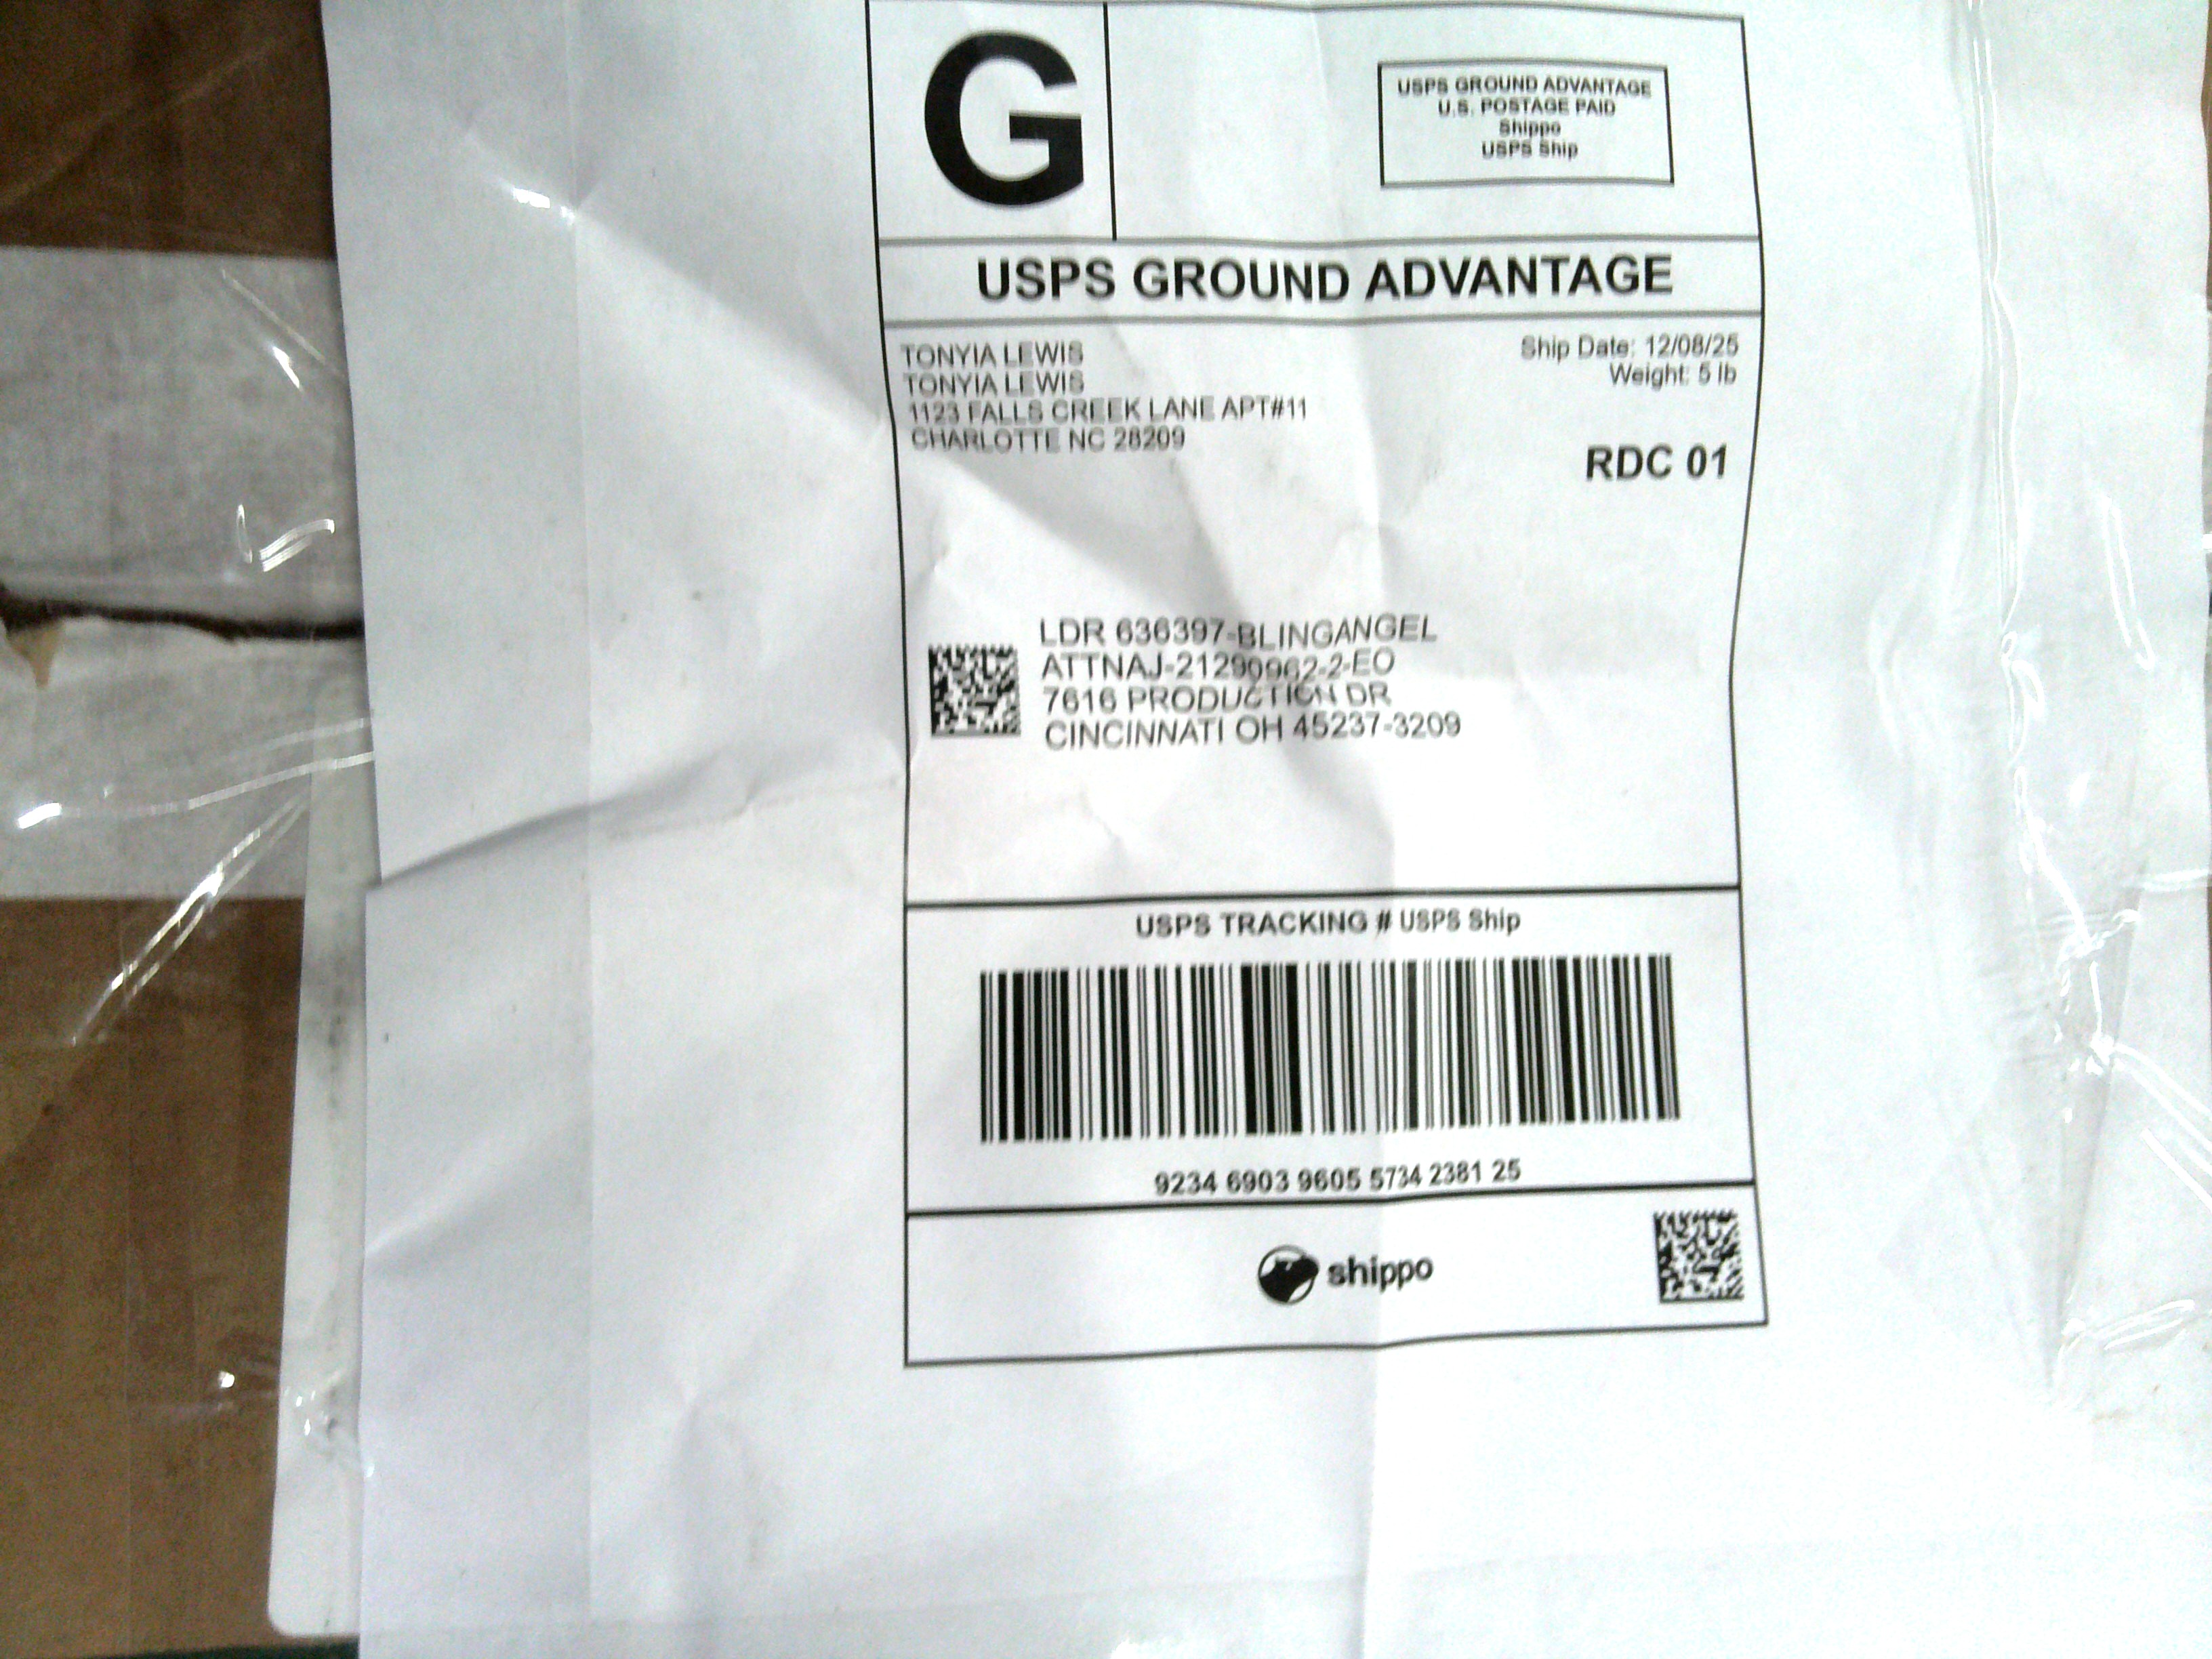 G
USPS GROUND ADVANTAGE
U.S. POSTAGE PAID
Shippo
USPS Ship
USPS GROUND ADVANTAGE
TONYIA LEWIS
TONYIA LEWIS
1123 FALLS CREEK LANE APT#11
CHARLOTTE NC 28209
Ship Date: 12/08/25
Weight: 5 lb
RDC 01
LDR 636397-BLINGANGEL
ATTNAJ-21290962-2-EO
7616 PRODUCTION DR
CINCINNATI OH 45237-3209
USPS TRACKING # USPS Ship
9234 6903 9605 5734 2381 25
shippo